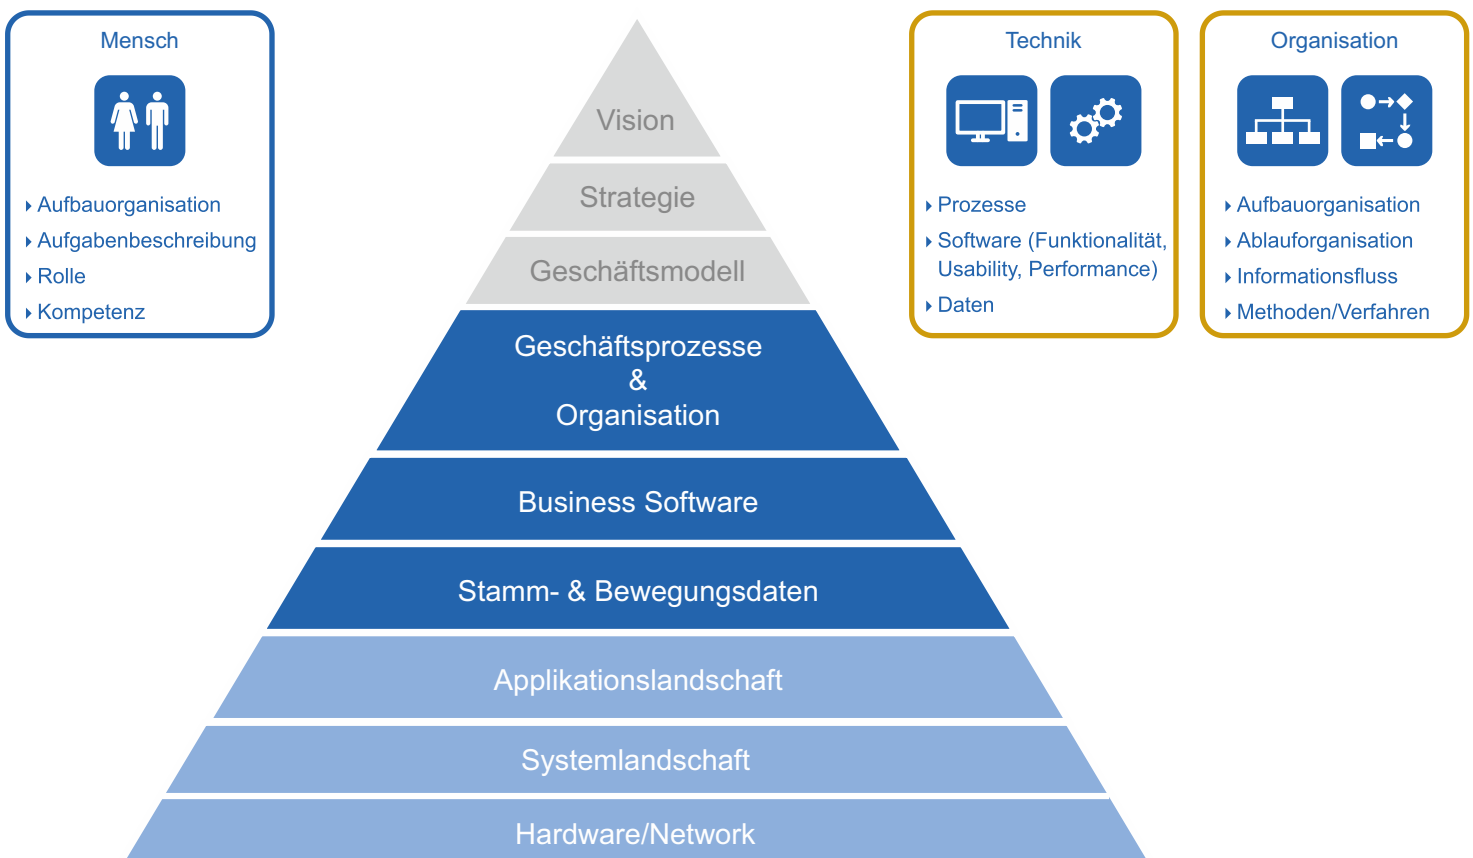 Mensch
Aufbauorganisation
Aufgabenbeschreibung
Rolle
Kompetenz
Vision
Strategie
Geschäftsmodell
Geschäftsprozesse
&
Organisation
Business Software
Stamm- & Bewegungsdaten
Applikationslandschaft
Systemlandschaft
Hardware/Network
Technik
Prozesse
Software (Funktionalität,
Usability, Performance)
Daten
Organisation
Aufbauorganisation
Ablauforganisation
Informationsfluss
Methoden/Verfahren